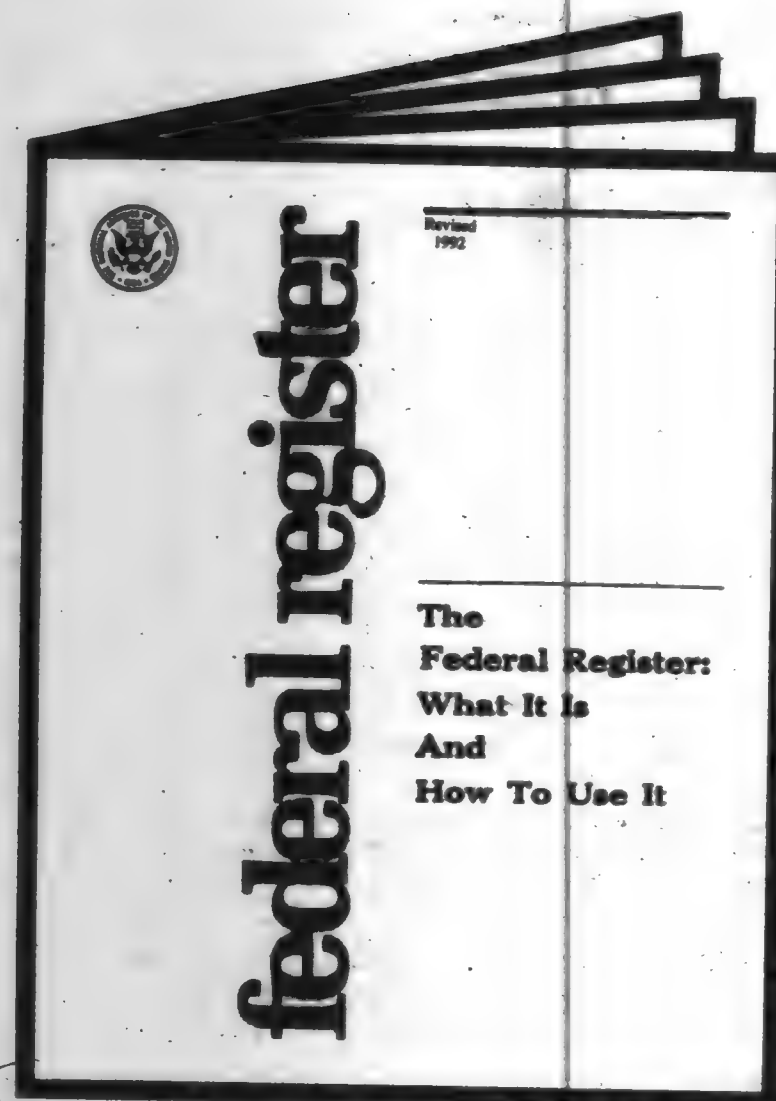 federal register
Revised
1992
The
Federal Register:
What It Is
And
How To Use It